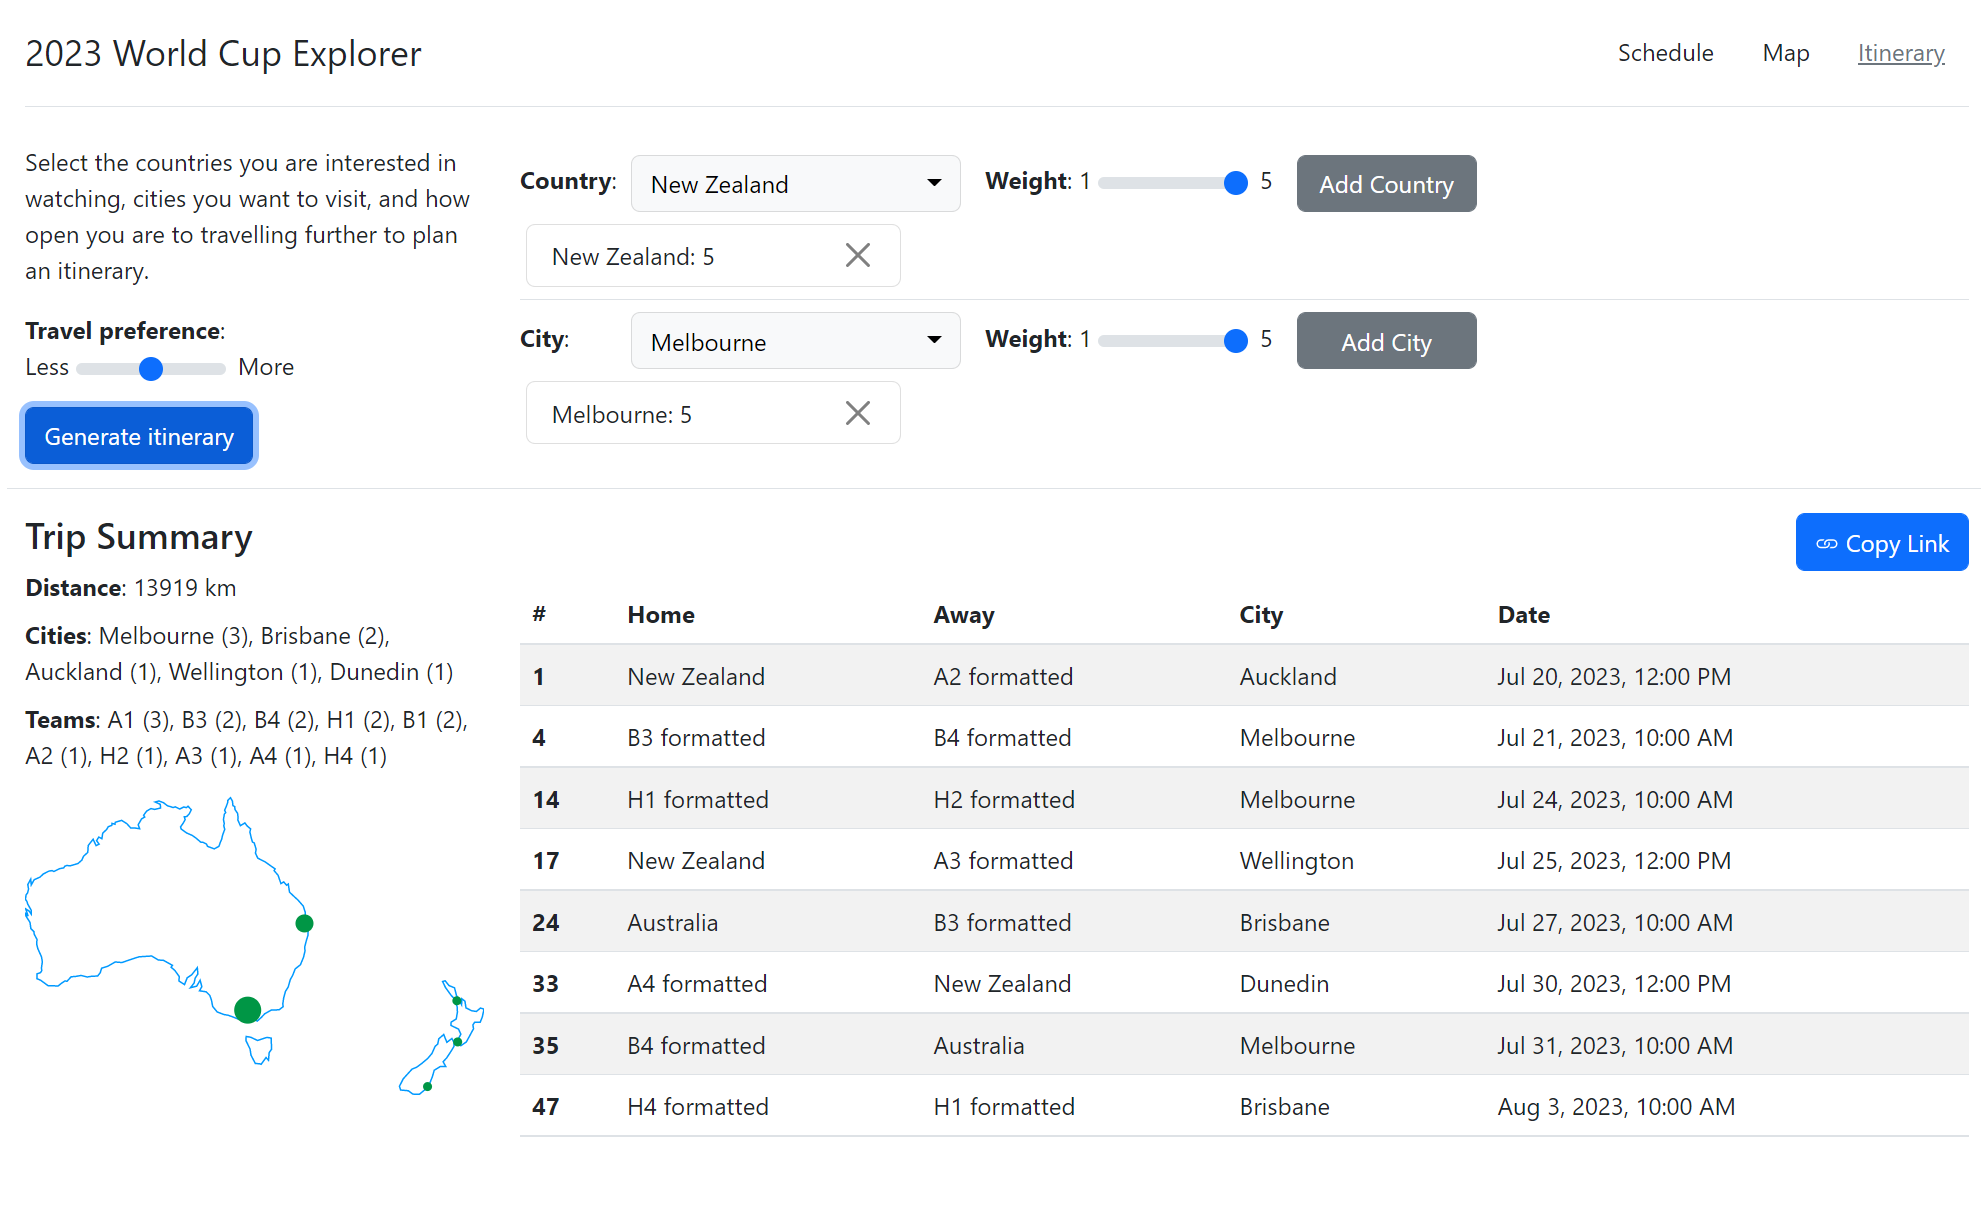 2023 World Cup Explorer
Schedule Map Itinerary
Select the countries you are interested in
watching, cities you want to visit, and how
open you are to travelling further to plan
an itinerary.
Travel preference:
Less More
Generate itinerary
Country: New Zealand Weight: 1 5 Add Country
New Zealand: 5
City: Melbourne Weight: 1 5 Add City
Melbourne: 5
Trip Summary
Distance: 13919 km
Cities: Melbourne (3), Brisbane (2),
Auckland (1), Wellington (1), Dunedin (1)
Teams: A1 (3), B3 (2), B4 (2), H1 (2), B1 (2),
A2 (1), H2 (1), A3 (1), A4 (1), H4 (1)
Copy Link
# Home Away City Date
1 New Zealand A2 formatted Auckland Jul 20, 2023, 12:00 PM
4 B3 formatted B4 formatted Melbourne Jul 21, 2023, 10:00 AM
14 H1 formatted H2 formatted Melbourne Jul 24, 2023, 10:00 AM
17 New Zealand A3 formatted Wellington Jul 25, 2023, 12:00 PM
24 Australia B3 formatted Brisbane Jul 27, 2023, 10:00 AM
33 A4 formatted New Zealand Dunedin Jul 30, 2023, 12:00 PM
35 B4 formatted Australia Melbourne Jul 31, 2023, 10:00 AM
47 H4 formatted H1 formatted Brisbane Aug 3, 2023, 10:00 AM